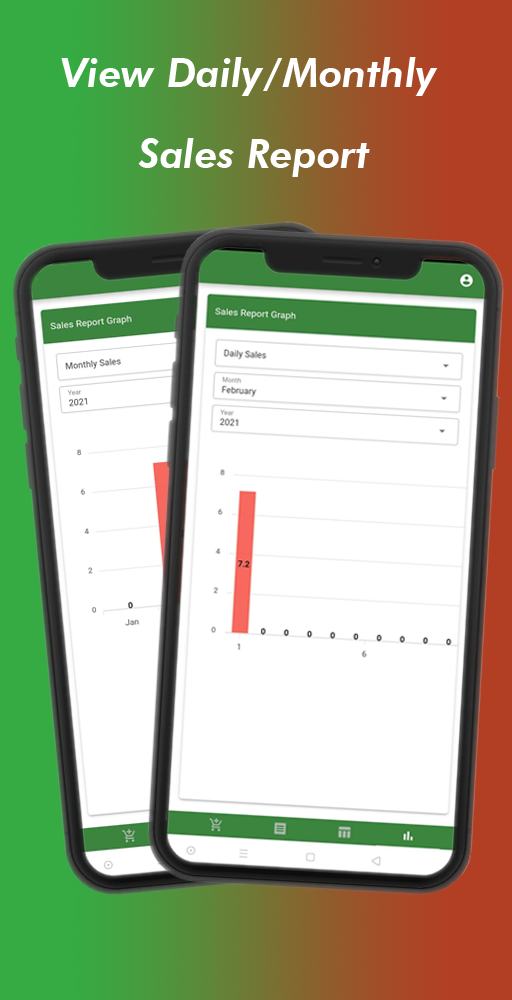 View Daily/Monthly
Sales Report
Sales Report Graph
Monthly Sales
Year
2021
8
6
4
2
0
0
Jan
Sales Report Graph
Daily Sales
Month
February
Year
2021
8
6
4
7.2
2
0
0 0 0 0 0 0 0 0 0
1 6